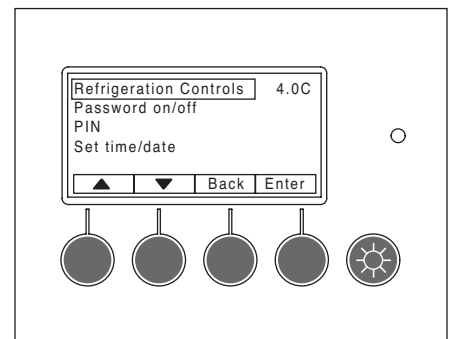 Refrigeration Controls 4.0C
Password on/off
PIN
Set time/date
Back Enter